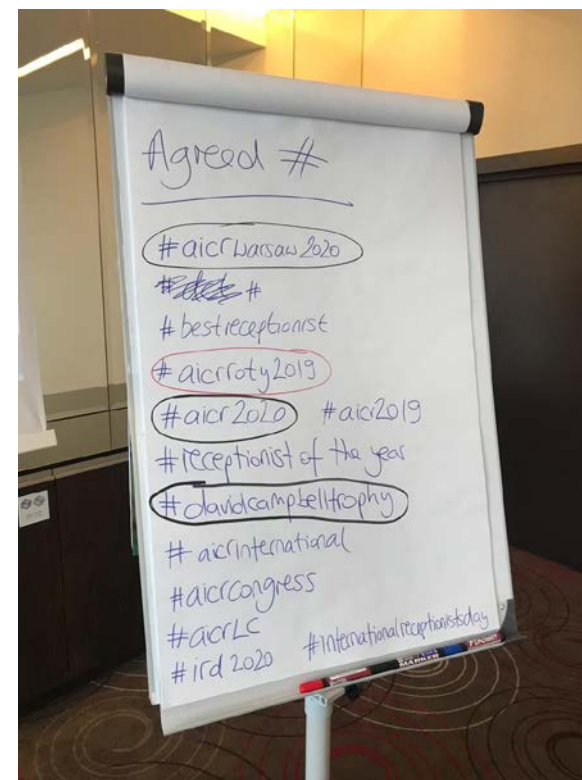 Agreed #
#aicrwarsaw2020
#
#bestreceptionist
#aicrroty2019
#aicr2020 #aicr2019
#receptionist of the year
#davidcampbelltrophy
#aicrinternational
#aicrcongress
#aicrLC
#ird2020 #internationalreceptionistsday